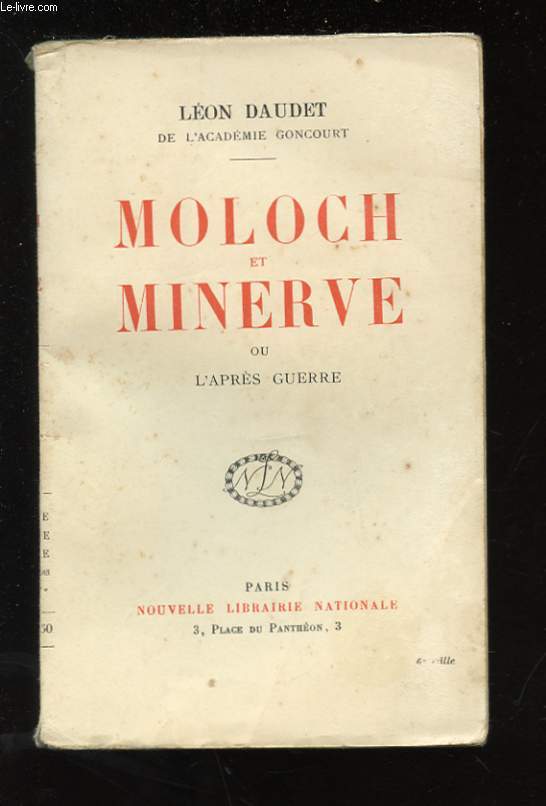 Le-livre.com
LÉON DAUDET
DE L'ACADÉMIE GONCOURT
MOLOCH
ET
MINERVE
OU
L'APRÈS GUERRE
NLN
PARIS
NOUVELLE LIBRAIRIE NATIONALE
3, PLACE DU PANTHÉON, 3
E
E
E